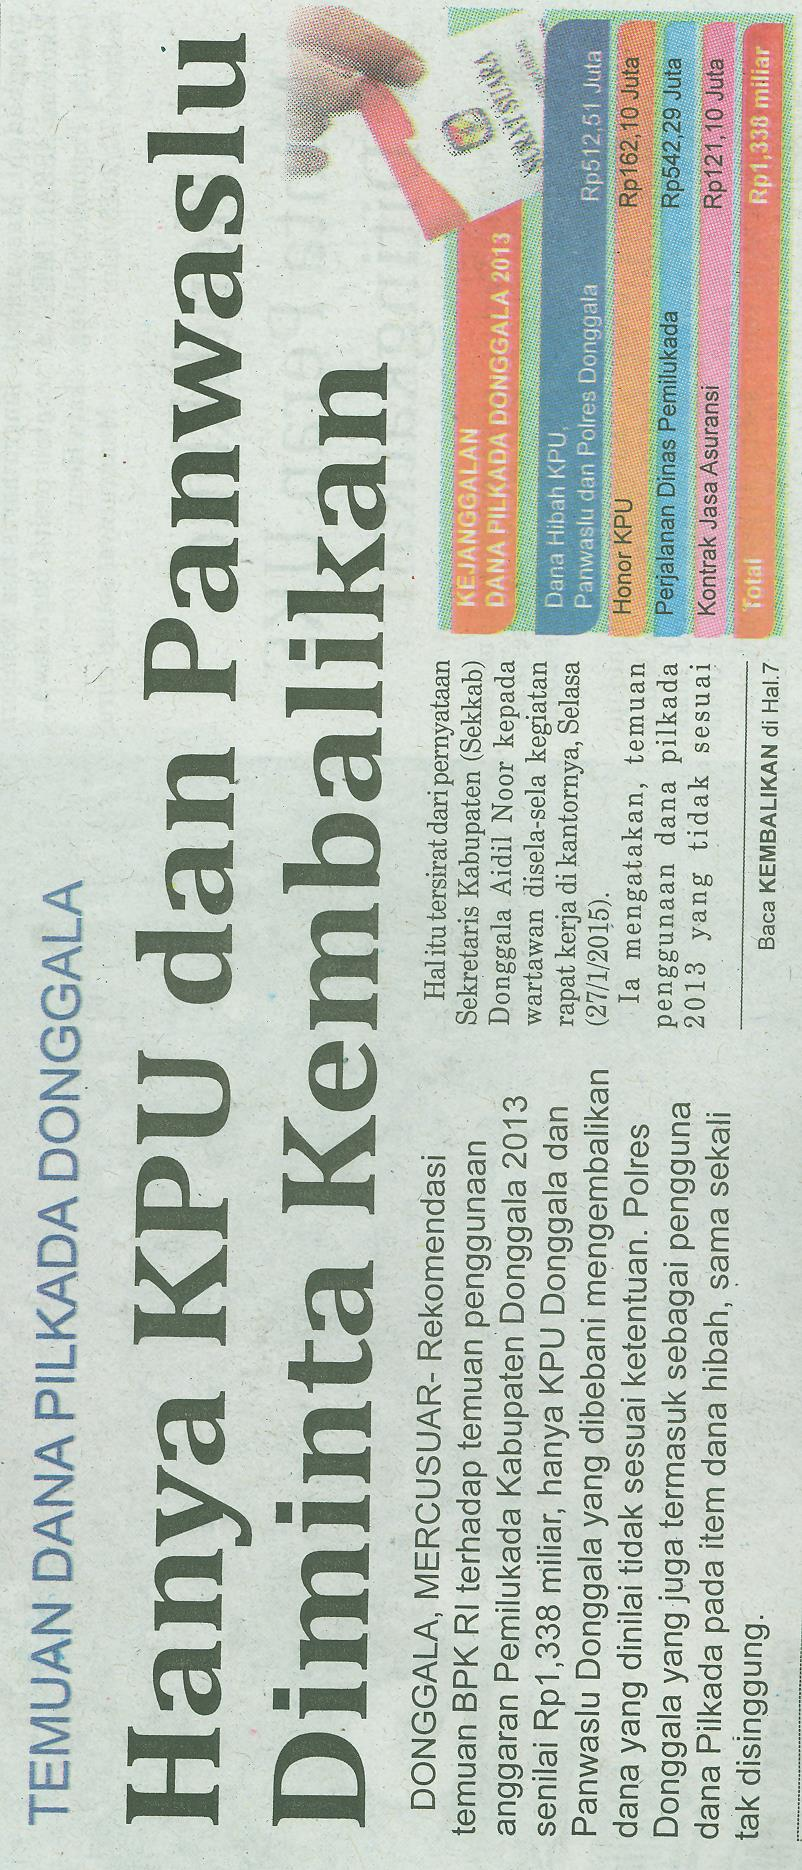 TEMUAN DANA PILKADA DONGGALA
Hanya KPU dan Panwaslu
Diminta Kembalikan
DONGGALA, MERCUSUAR- Rekomendasi
temuan BPK RI terhadap temuan penggunaan
anggaran Pemilukada Kabupaten Donggala 2013
senilai Rp1,338 miliar, hanya KPU Donggala dan
Panwaslu Donggala yang dibebani mengembalikan
dana yang dinilai tidak sesuai ketentuan. Polres
Donggala yang juga termasuk sebagai pengguna
dana Pilkada pada item dana hibah, sama sekali
tak disinggung.
Hal itu tersirat dari pernyataan
Sekretaris Kabupaten (Sekkab)
Donggala Aidil Noor kepada
wartawan disela-sela kegiatan
rapat kerja di kantornya, Selasa
(27/1/2015).
Ia mengatakan, temuan
penggunaan dana pilkada
2013 yang tidak sesuai
Baca KEMBALIKAN di Hal.7
KEJANGGALAN
DANA PILKADA DONGGALA 2013
Dana Hibah KPU,
Panwaslu dan Polres Donggala Rp512,51 Juta
Honor KPU Rp162,10 Juta
Perjalanan Dinas Pemilukada Rp542,29 Juta
Kontrak Jasa Asuransi Rp121,10 Juta
Total Rp1,338 miliar
SURAT SUARA